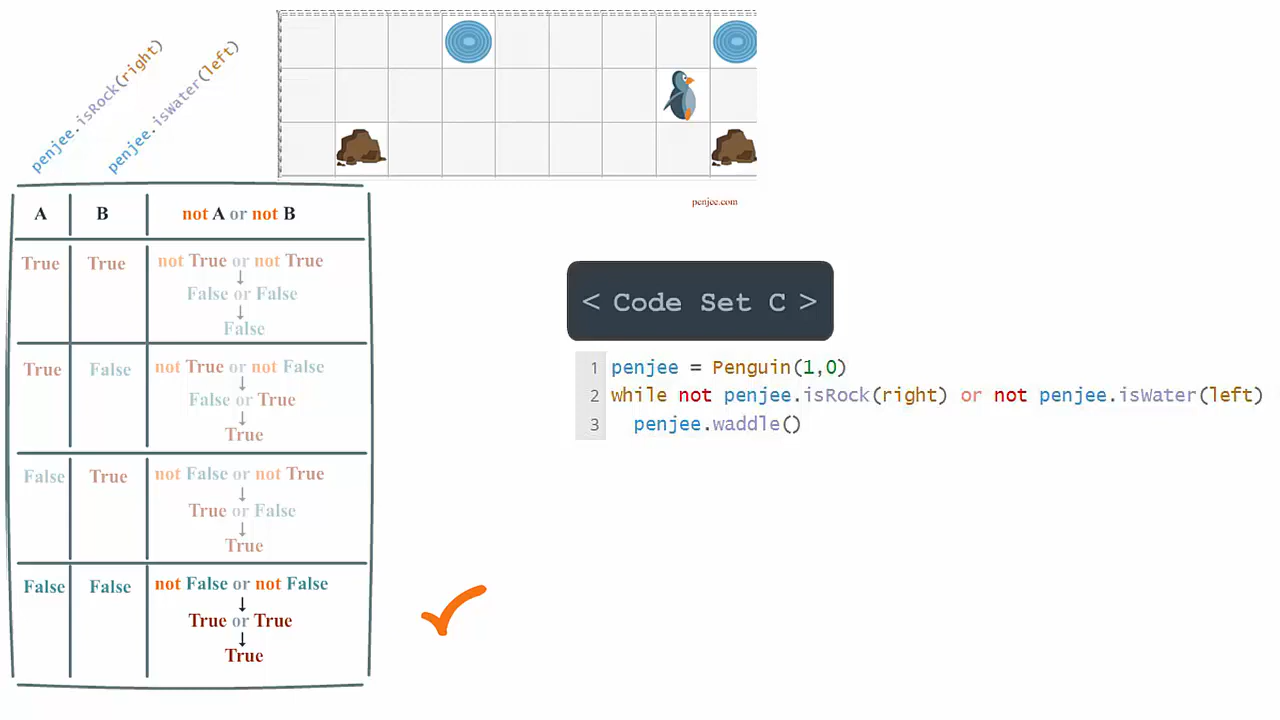 penjee.isRock(right)
penjee.isWater(left)
penjee.com
A B not A or not B
True True not True or not True
↓
False or False
↓
False
True False not True or not False
↓
False or True
↓
True
False True not False or not True
↓
True or False
↓
True
False False not False or not False
↓
True or True
↓
True
< Code Set C >
1 penjee = Penguin(1,0)
2 while not penjee.isRock(right) or not penjee.isWater(left)
3 penjee.waddle()